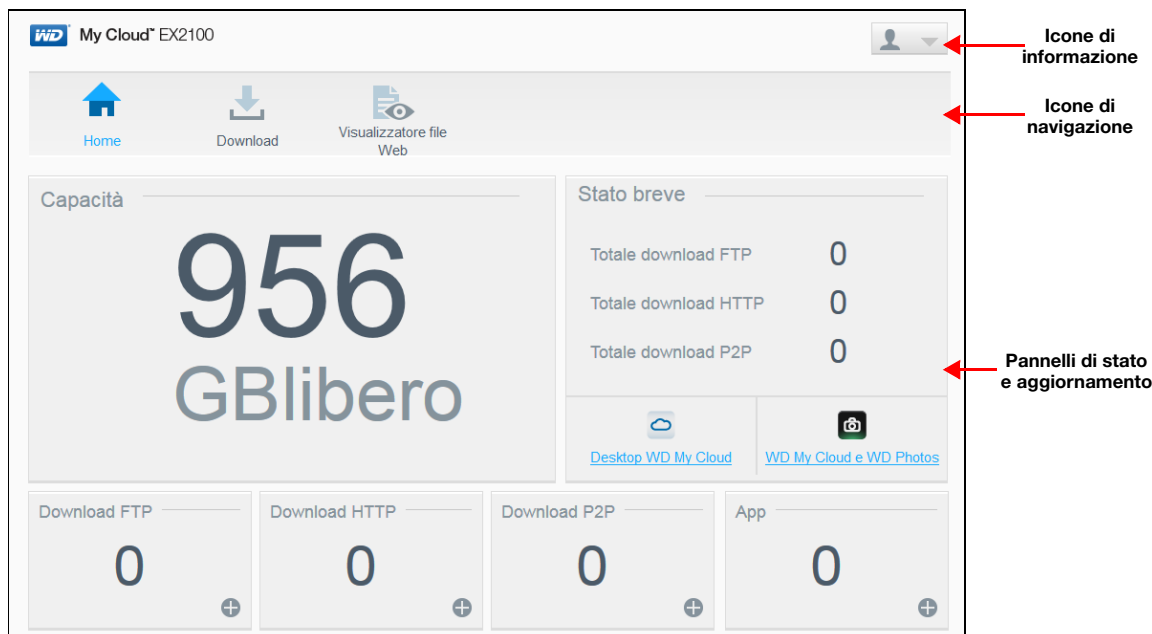 WD My Cloud™ EX2100
Icone di
informazione
Icone di
navigazione
Home
Download
Visualizzatore file
Web
Capacità
956
GBlibero
Stato breve
Totale download FTP 0
Totale download HTTP 0
Totale download P2P 0
Desktop WD My Cloud
WD My Cloud e WD Photos
Pannelli di stato
e aggiornamento
Download FTP
0
Download HTTP
0
Download P2P
0
App
0